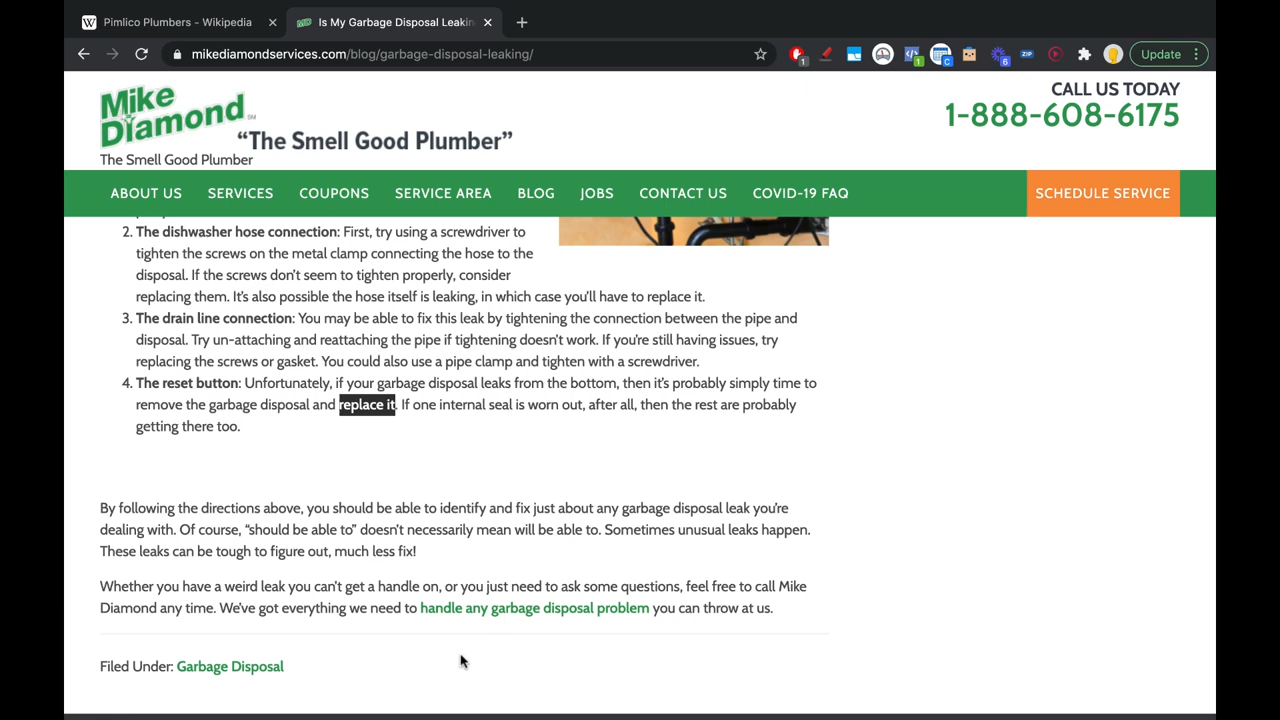 Pimlico Plumbers - Wikipedia
Is My Garbage Disposal Leakin
mikediamondservices.com/blog/garbage-disposal-leaking/
1
1
C
6
ZIP
Update
Mike
Diamond
SM
“The Smell Good Plumber”
The Smell Good Plumber
CALL US TODAY
1-888-608-6175
ABOUT US SERVICES COUPONS SERVICE AREA BLOG JOBS CONTACT US COVID-19 FAQ SCHEDULE SERVICE
2. The dishwasher hose connection: First, try using a screwdriver to
tighten the screws on the metal clamp connecting the hose to the
disposal. If the screws don’t seem to tighten properly, consider
replacing them. It’s also possible the hose itself is leaking, in which case you’ll have to replace it.
3. The drain line connection: You may be able to fix this leak by tightening the connection between the pipe and
disposal. Try un-attaching and reattaching the pipe if tightening doesn’t work. If you’re still having issues, try
replacing the screws or gasket. You could also use a pipe clamp and tighten with a screwdriver.
4. The reset button: Unfortunately, if your garbage disposal leaks from the bottom, then it’s probably simply time to
remove the garbage disposal and replace it. If one internal seal is worn out, after all, then the rest are probably
getting there too.
By following the directions above, you should be able to identify and fix just about any garbage disposal leak you’re
dealing with. Of course, “should be able to” doesn’t necessarily mean will be able to. Sometimes unusual leaks happen.
These leaks can be tough to figure out, much less fix!
Whether you have a weird leak you can’t get a handle on, or you just need to ask some questions, feel free to call Mike
Diamond any time. We’ve got everything we need to handle any garbage disposal problem you can throw at us.
Filed Under: Garbage Disposal